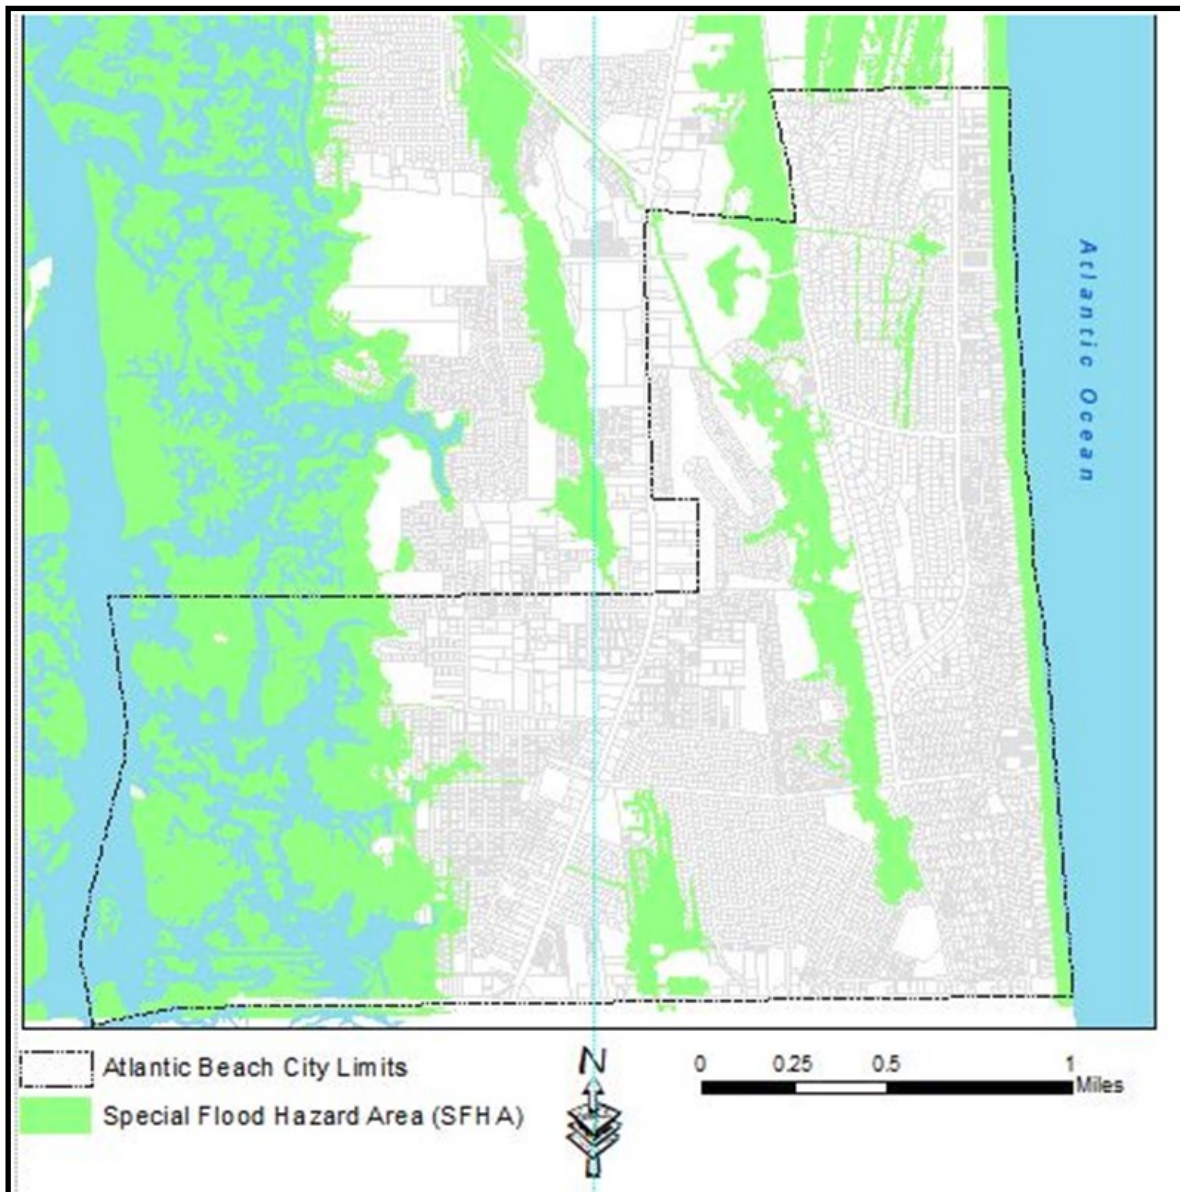 Atlantic Ocean
Atlantic Beach City Limits
Special Flood Hazard Area (SFHA)
N
0 0.25 0.5 1
Miles